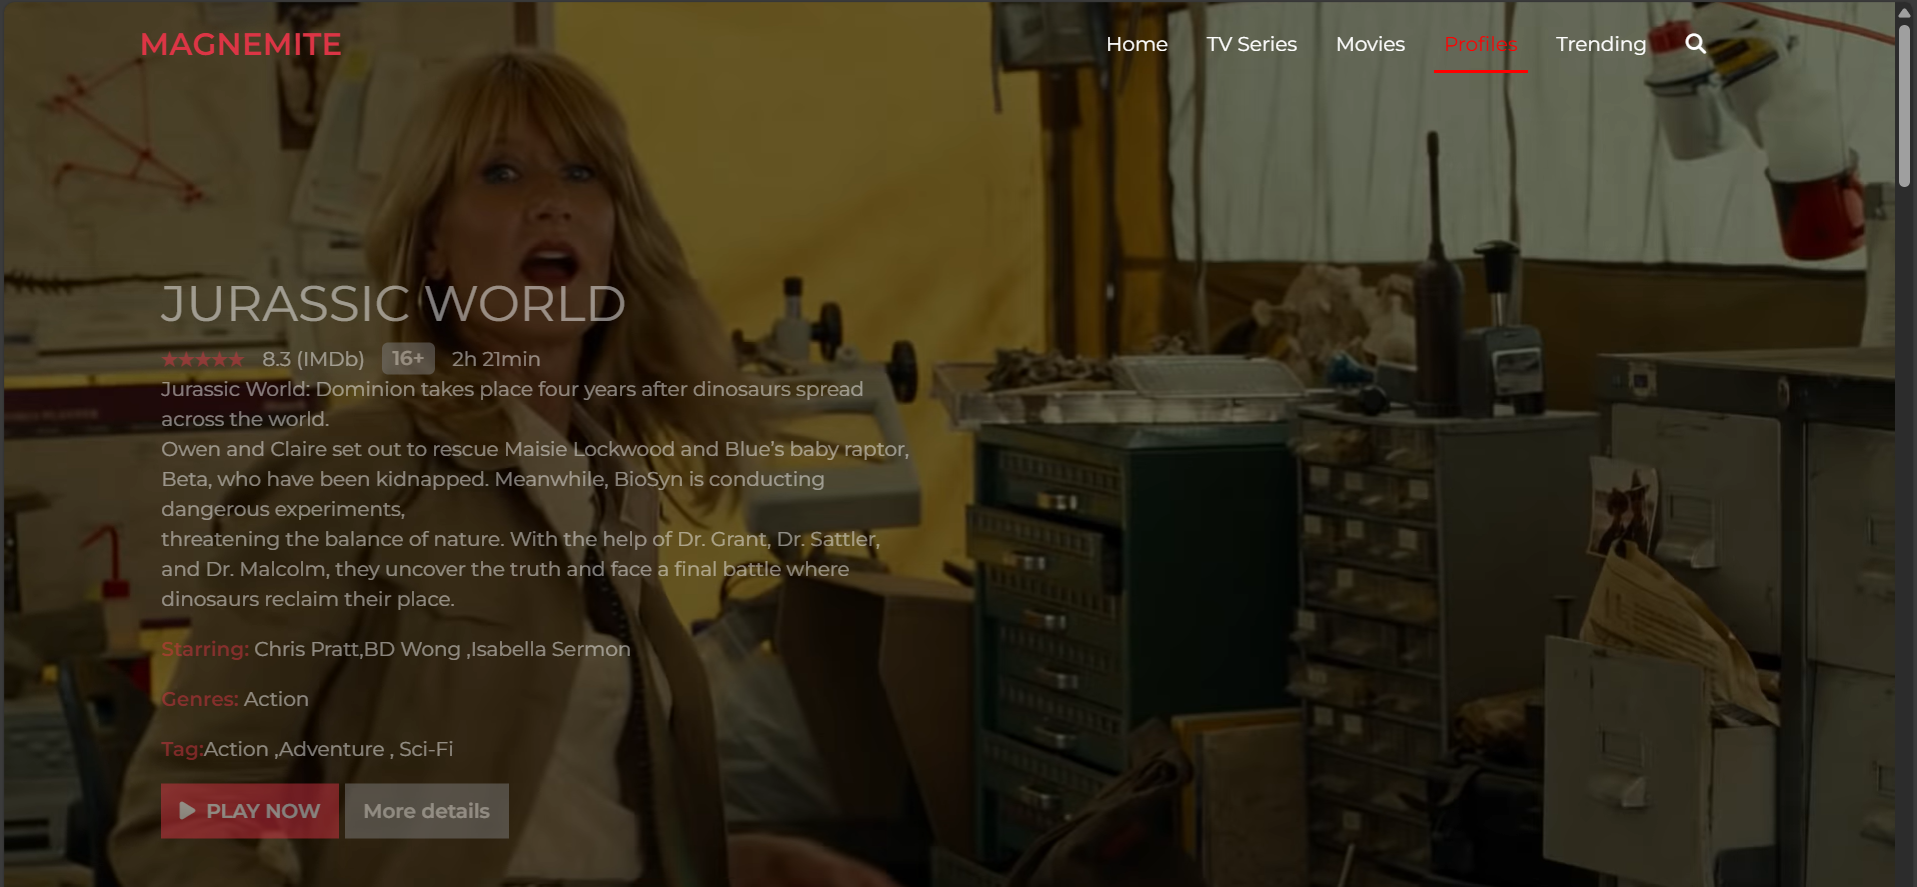 MAGNEMITE
Home TV Series Movies Profiles Trending
JURASSIC WORLD
★★★★★ 8.3 (IMDb) 16+ 2h 21min
Jurassic World: Dominion takes place four years after dinosaurs spread
across the world.
Owen and Claire set out to rescue Maisie Lockwood and Blue’s baby raptor,
Beta, who have been kidnapped. Meanwhile, BioSyn is conducting
dangerous experiments,
threatening the balance of nature. With the help of Dr. Grant, Dr. Sattler,
and Dr. Malcolm, they uncover the truth and face a final battle where
dinosaurs reclaim their place.
Starring: Chris Pratt,BD Wong ,Isabella Sermon
Genres: Action
Tag:Action ,Adventure , Sci-Fi
PLAY NOW More details